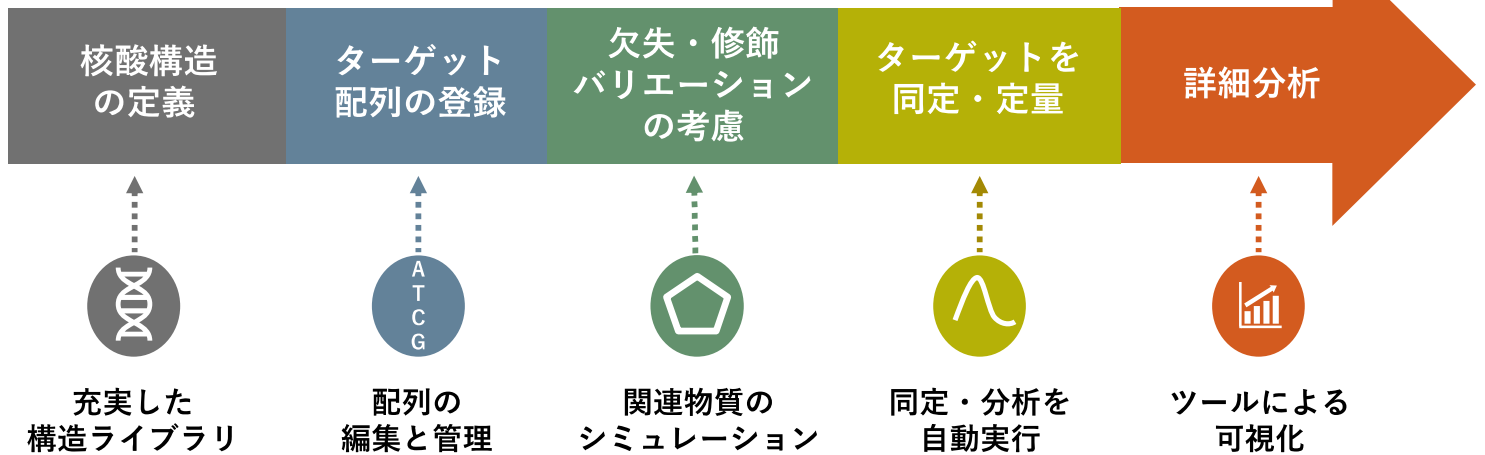 核酸構造
の定義
ターゲット
配列の登録
欠失・修飾
バリエーション
の考慮
ターゲットを
同定・定量
詳細分析
A
T
C
G
充実した
構造ライブラリ
配列の
編集と管理
関連物質の
シミュレーション
同定・分析を
自動実行
ツールによる
可視化